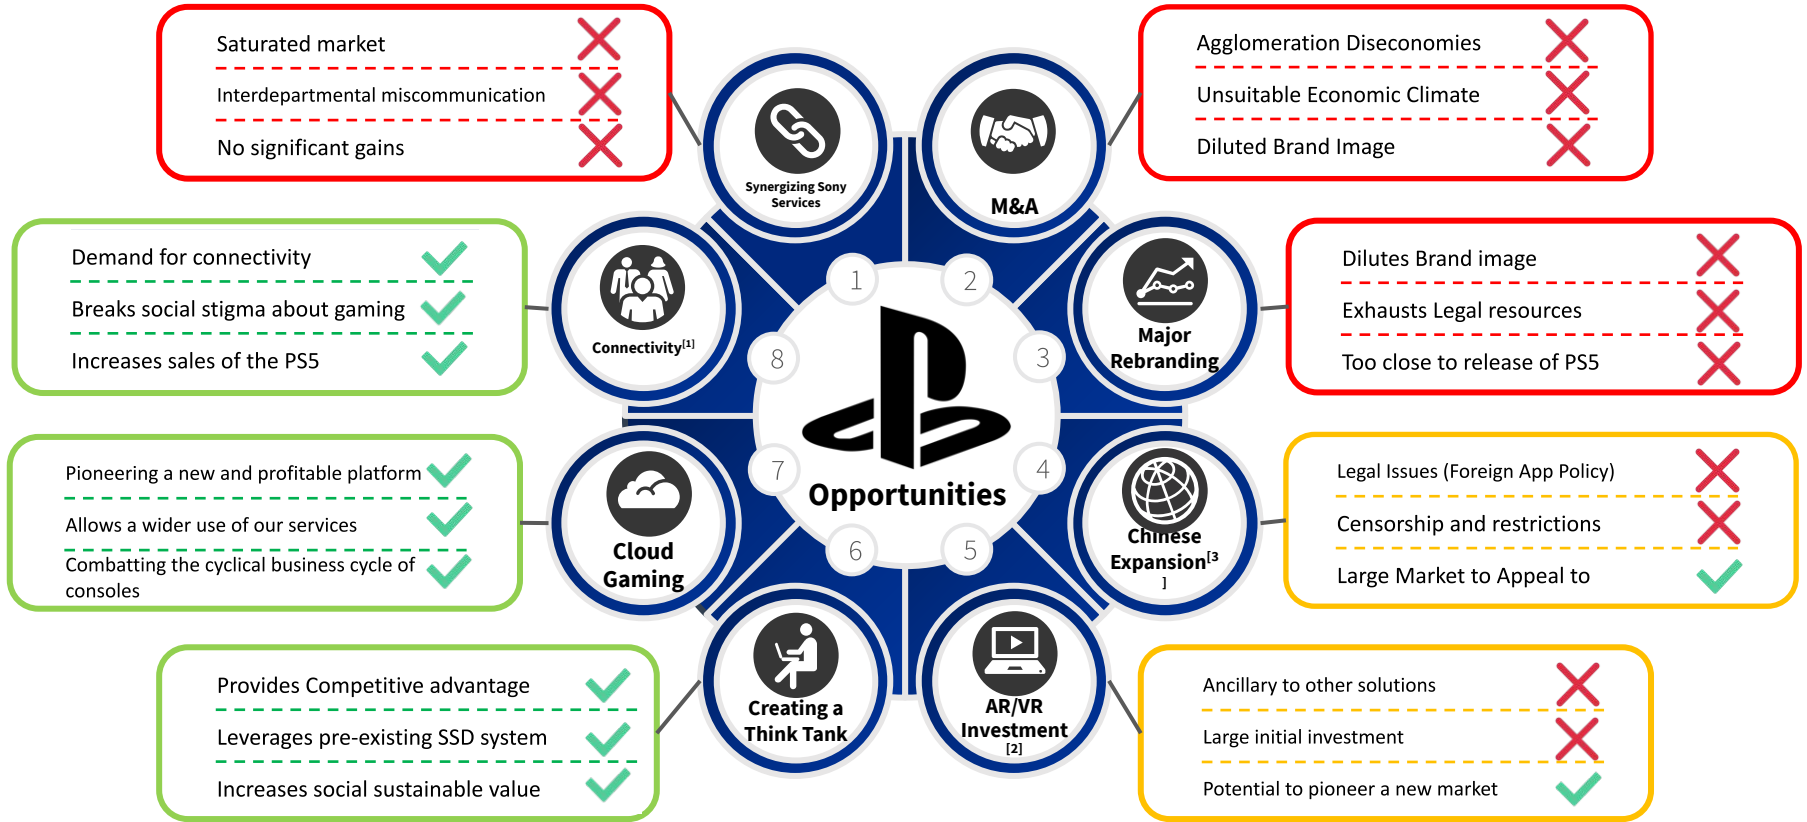 Saturated market
Interdepartmental miscommunication
No significant gains
Synergizing Sony
Services
M&A
Agglomeration Diseconomies
Unsuitable Economic Climate
Diluted Brand Image
Demand for connectivity
Breaks social stigma about gaming
Increases sales of the PS5
Connectivity[1]
Major
Rebranding
Dilutes Brand image
Exhausts Legal resources
Too close to release of PS5
1
2
3
4
5
6
7
8
Opportunities
Pioneering a new and profitable platform
Allows a wider use of our services
Combatting the cyclical business cycle of
consoles
Cloud
Gaming
Chinese
Expansion[3
]
Legal Issues (Foreign App Policy)
Censorship and restrictions
Large Market to Appeal to
Provides Competitive advantage
Leverages pre-existing SSD system
Increases social sustainable value
Creating a
Think Tank
AR/VR
Investment
[2]
Ancillary to other solutions
Large initial investment
Potential to pioneer a new market